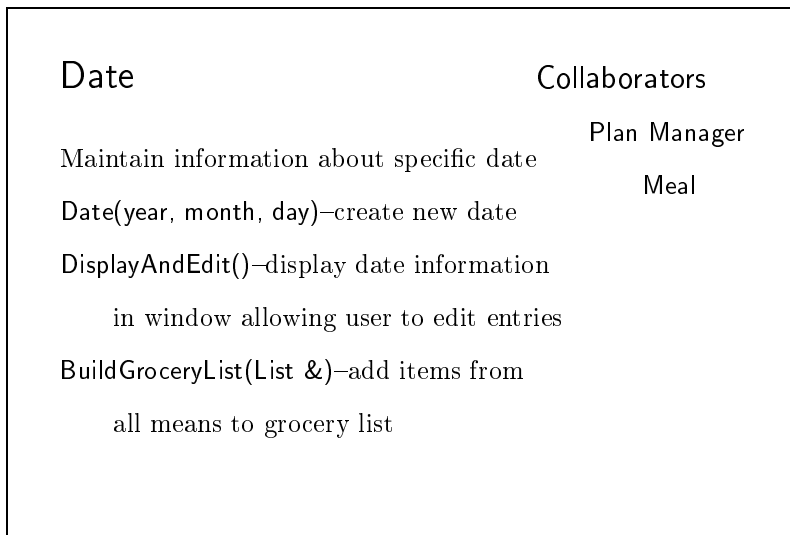 Date
Collaborators
Plan Manager
Meal
Maintain information about specific date
Date(year, month, day)–create new date
DisplayAndEdit()–display date information
in window allowing user to edit entries
BuildGroceryList(List &)–add items from
all means to grocery list